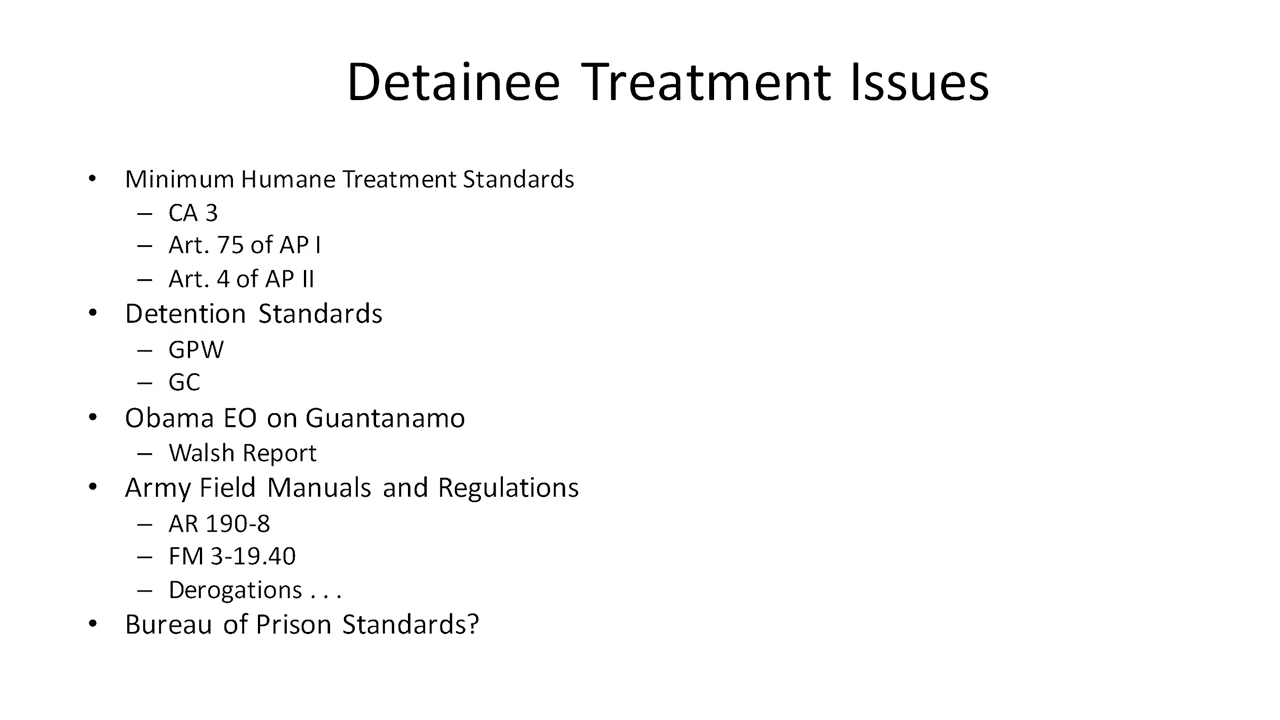 Detainee Treatment Issues
• Minimum Humane Treatment Standards
– CA 3
– Art. 75 of AP I
– Art. 4 of AP II
• Detention Standards
– GPW
– GC
• Obama EO on Guantanamo
– Walsh Report
• Army Field Manuals and Regulations
– AR 190-8
– FM 3-19.40
– Derogations . . .
• Bureau of Prison Standards?